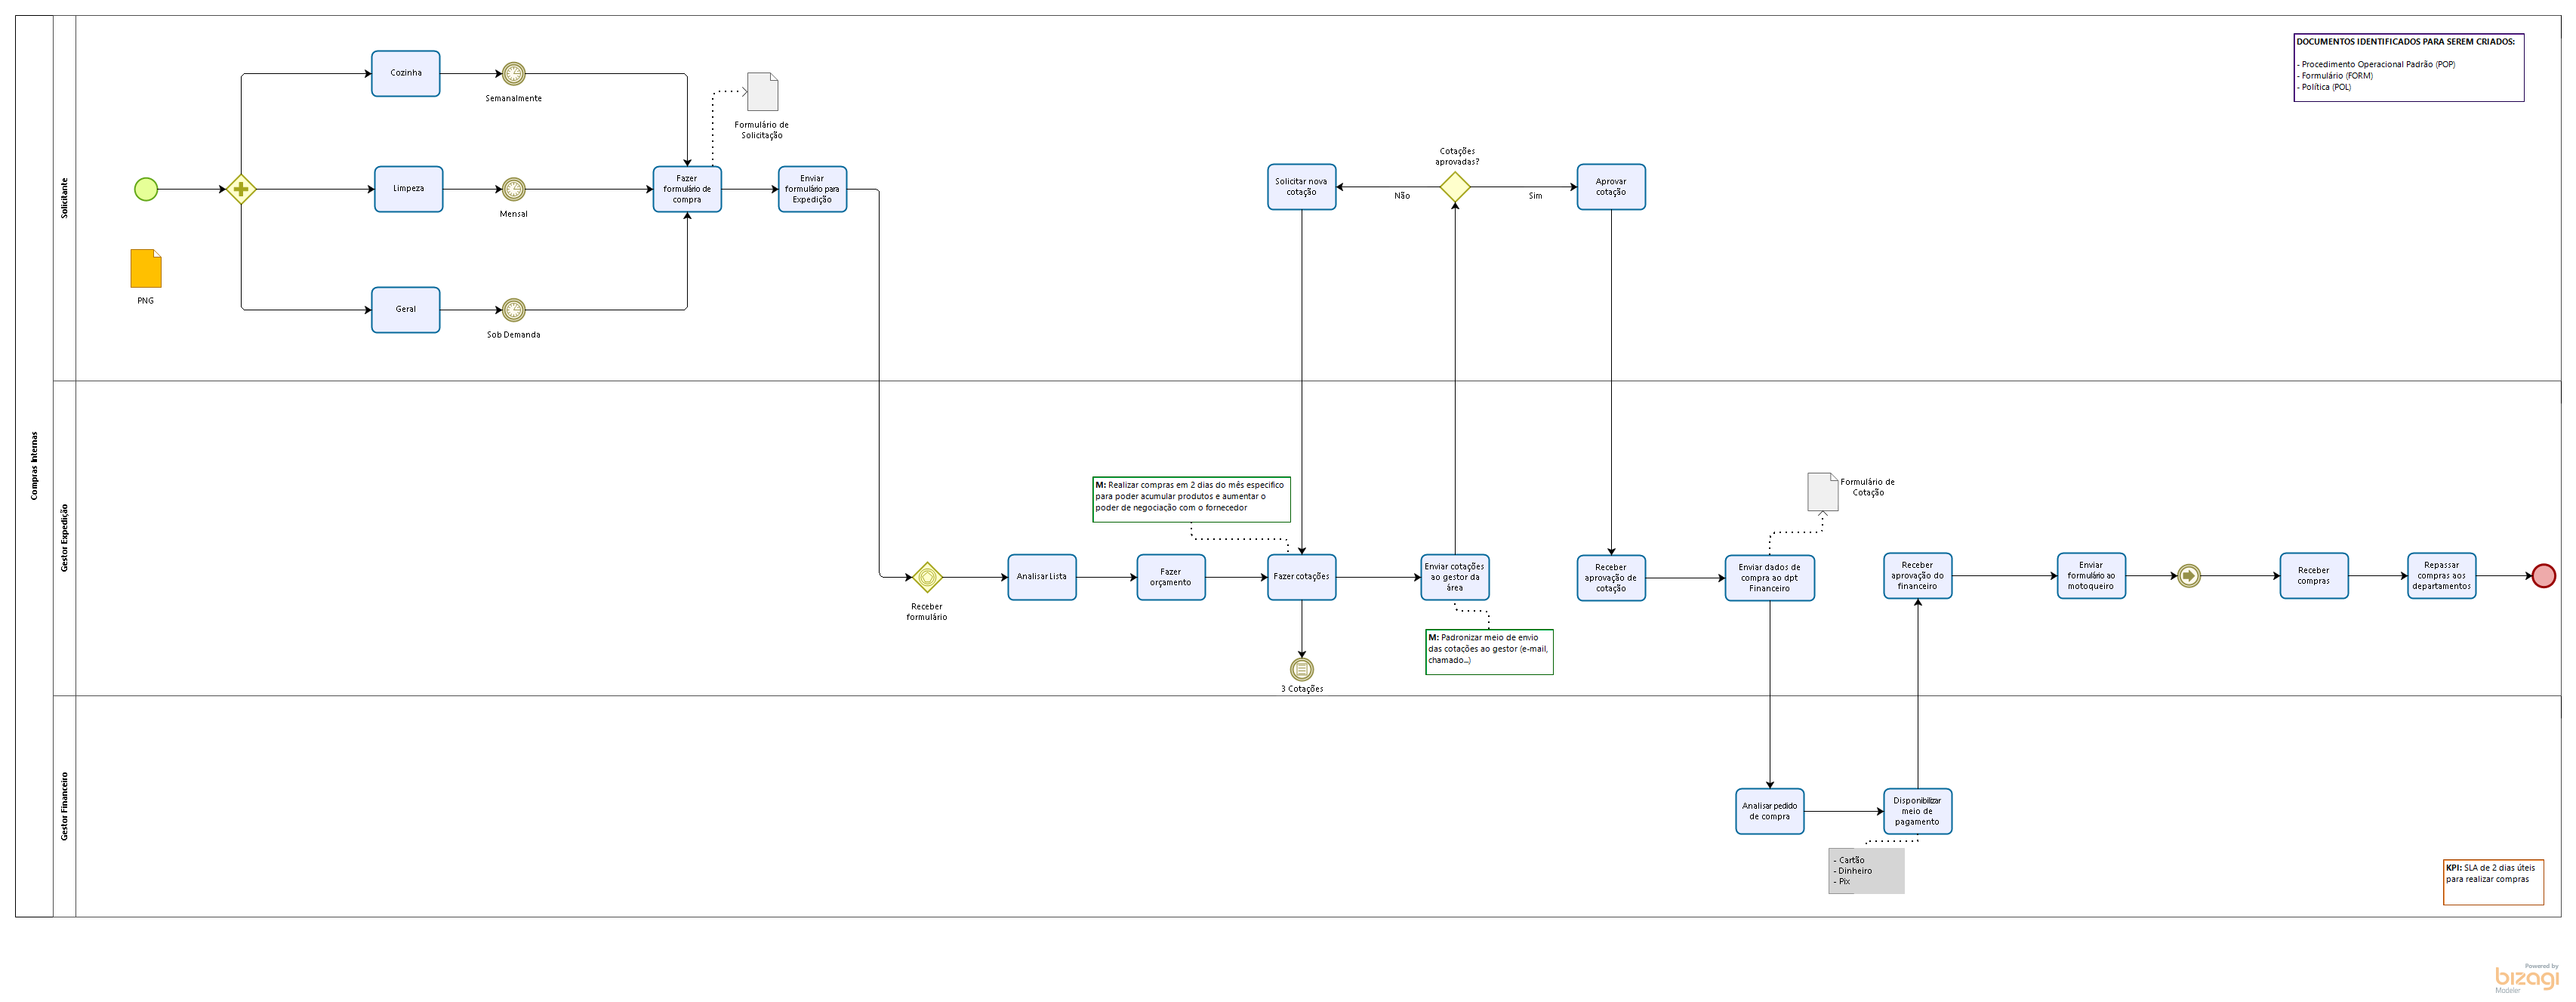 Compras Internas
Solicitante
Cozinha
Semanalmente
Limpeza
Mensal
Geral
Sob Demanda
PNG
Fazer
formulário de
compra
Formulário de
Solicitação
Enviar
formulário para
Expedição
Solicitar nova
cotação
Não
Cotações
aprovadas?
Sim
Aprovar
cotação
DOCUMENTOS IDENTIFICADOS PARA SEREM CRIADOS:
- Procedimento Operacional Padrão (POP)
- Formulário (FORM)
- Política (POL)
Gestor Expedição
Receber
formulário
Analisar Lista
Fazer
orçamento
M: Realizar compras em 2 dias do mês especifico
para poder acumular produtos e aumentar o
poder de negociação com o fornecedor
Fazer cotações
3 Cotações
Enviar cotações
ao gestor da
área
M: Padronizar meio de envio
das cotações ao gestor (e-mail,
chamado...)
Receber
aprovação de
cotação
Enviar dados de
compra ao dpt
Financeiro
Formulário de
Cotação
Receber
aprovação do
financeiro
Enviar
formulário ao
motoqueiro
Receber
compras
Repassar
compras aos
departamentos
Gestor Financeiro
Analisar pedido
de compra
Disponibilizar
meio de
pagamento
- Cartão
- Dinheiro
- Pix
KPI: SLA de 2 dias úteis
para realizar compras
Powered by
bizagi
Modeler